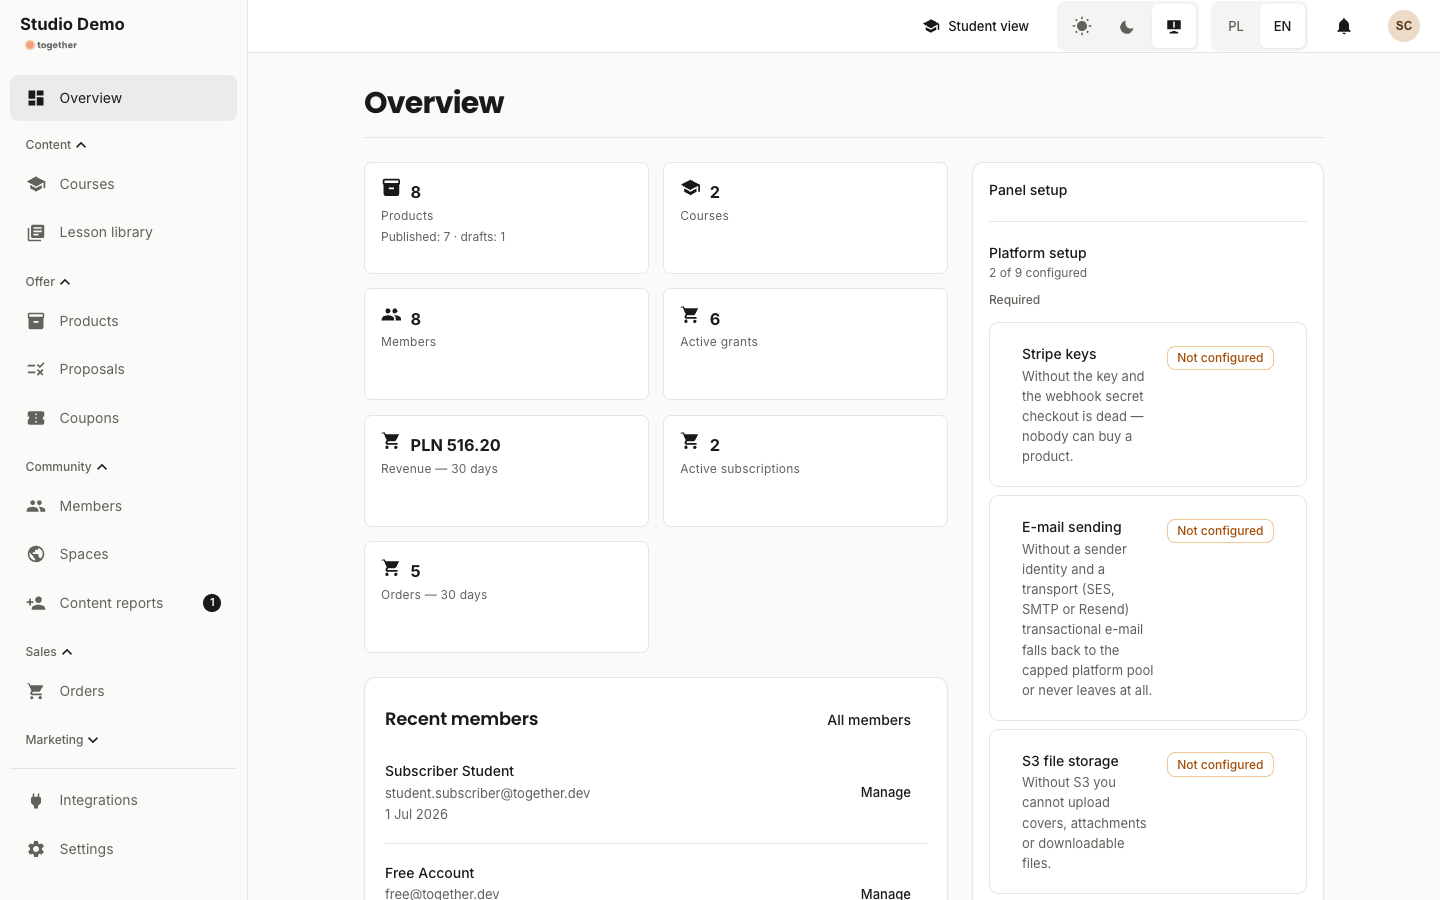 Studio Demo
together
Overview
Content
Courses
Lesson library
Offer
Products
Proposals
Coupons
Community
Members
Spaces
Content reports 1
Sales
Orders
Marketing
Integrations
Settings
Student view
PL EN
SC
Overview
8
Products
Published: 7 · drafts: 1
2
Courses
8
Members
6
Active grants
PLN 516.20
Revenue — 30 days
2
Active subscriptions
5
Orders — 30 days
Recent members
All members
Subscriber Student
student.subscriber@together.dev
1 Jul 2026
Manage
Free Account
free@together.dev
Manage
Panel setup
Platform setup
2 of 9 configured
Required
Stripe keys
Not configured
Without the key and
the webhook secret
checkout is dead —
nobody can buy a
product.
E-mail sending
Not configured
Without a sender
identity and a
transport (SES,
SMTP or Resend)
transactional e-mail
falls back to the
capped platform pool
or never leaves at all.
S3 file storage
Not configured
Without S3 you
cannot upload
covers, attachments
or downloadable
files.